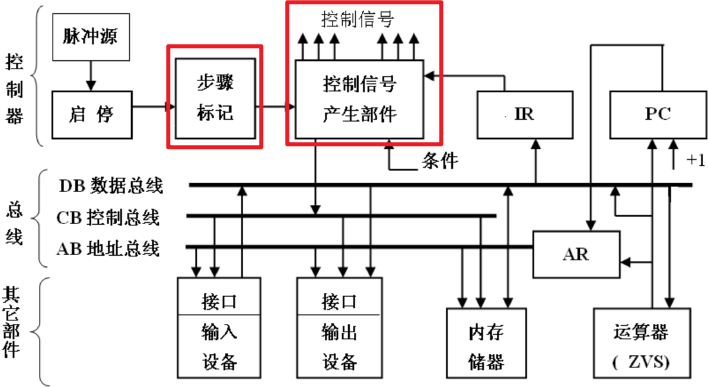 控制信号
脉冲源
控制器
步骤
标记
控制信号
产生部件
启 停
IR
PC
条件
+1
总线
DB 数据总线
CB 控制总线
AB 地址总线
AR
其它部件
接口
输入
设备
接口
输出
设备
内存
储器
运算器
( ZVS)